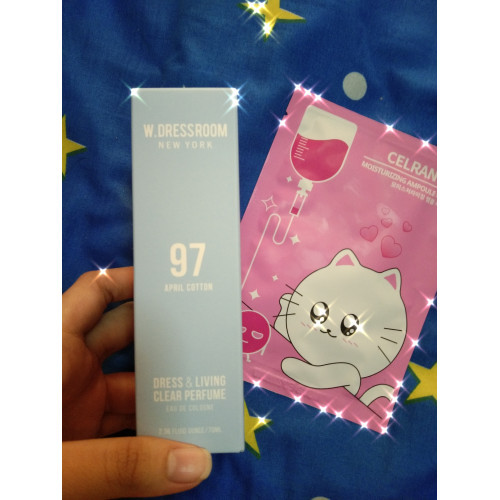 W.DRESSROOM
NEW YORK
97
APRIL COTTON
DRESS & LIVING
CLEAR PERFUME
EAU DE COLOGNE
CELRAN
MOISTURIZING AMPOULE